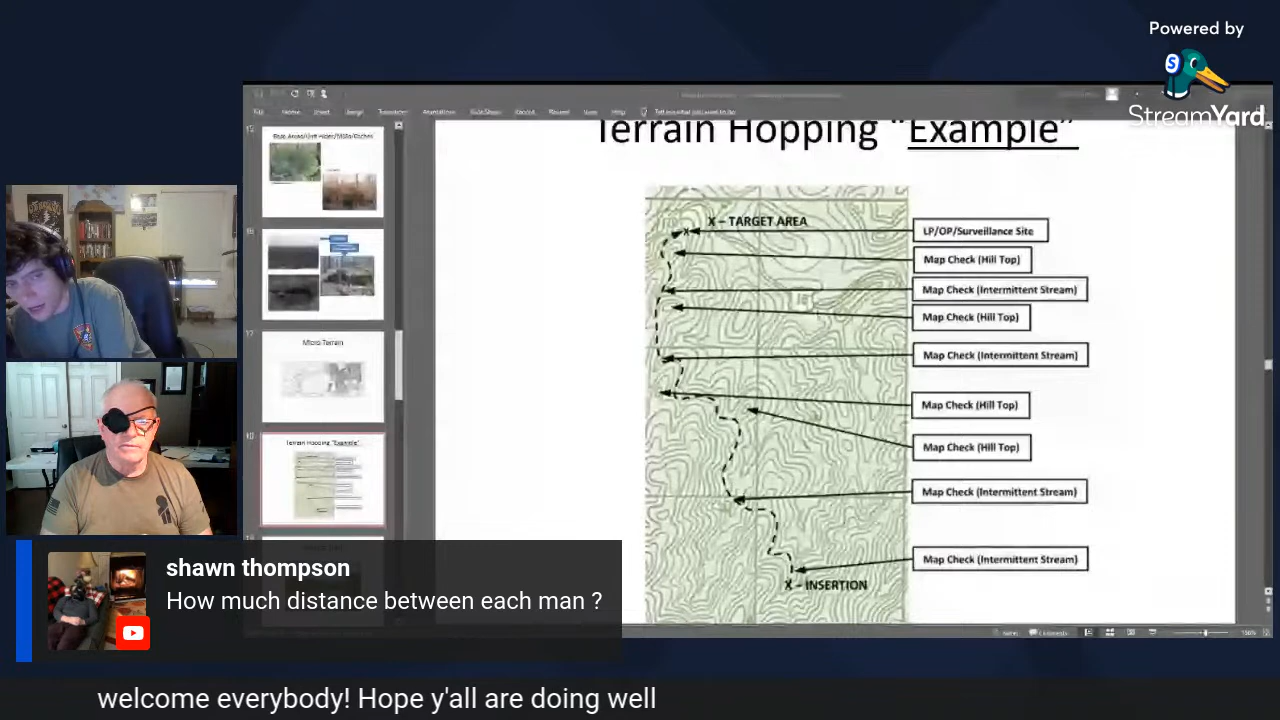 Powered by
StreamYard
Terrain Hopping "Example"
X – TARGET AREA
LP/OP/Surveillance Site
Map Check (Hill Top)
Map Check (Intermittent Stream)
Map Check (Hill Top)
Map Check (Intermittent Stream)
Map Check (Hill Top)
Map Check (Hill Top)
Map Check (Intermittent Stream)
Map Check (Intermittent Stream)
X – INSERTION
Micro Terrain
Terrain Hopping "Example"
shawn thompson
How much distance between each man ?
welcome everybody! Hope y'all are doing well